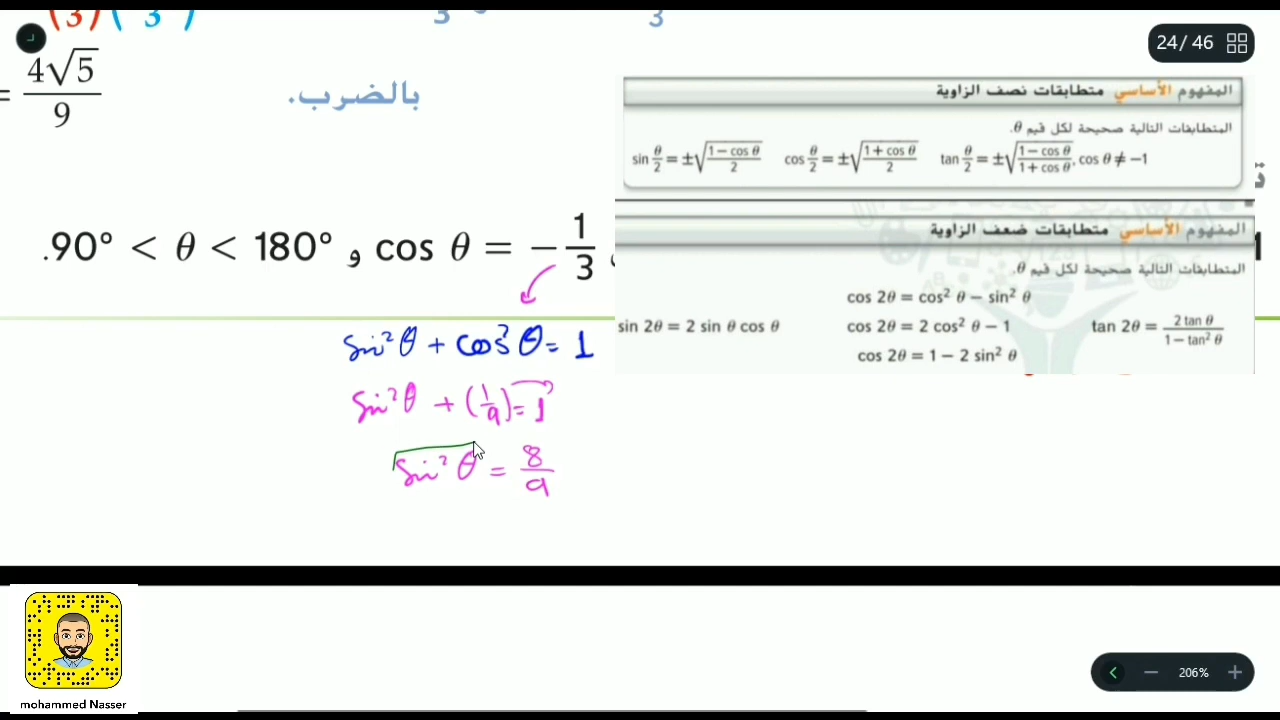 24/ 46
= 4√5/9
بالضرب.
المفهوم الأساسي متطابقات نصف الزاوية
المتطابقات التالية صحيحة لكل قيم θ.
sin θ/2 = ±√((1 − cos θ)/2) cos θ/2 = ±√((1 + cos θ)/2) tan θ/2 = ±√((1 − cos θ)/(1 + cos θ)), cos θ ≠ −1
cos θ = −1/3 و 90° < θ < 180°.
المفهوم الأساسي متطابقات ضعف الزاوية
المتطابقات التالية صحيحة لكل قيم θ.
cos 2θ = cos² θ − sin² θ
sin 2θ = 2 sin θ cos θ cos 2θ = 2 cos² θ − 1 tan 2θ = 2 tan θ/(1 − tan² θ)
cos 2θ = 1 − 2 sin² θ
sin²θ + cos²θ = 1
sin²θ + (1/9) = 1
sin²θ = 8/9
mohammed Nasser
206%